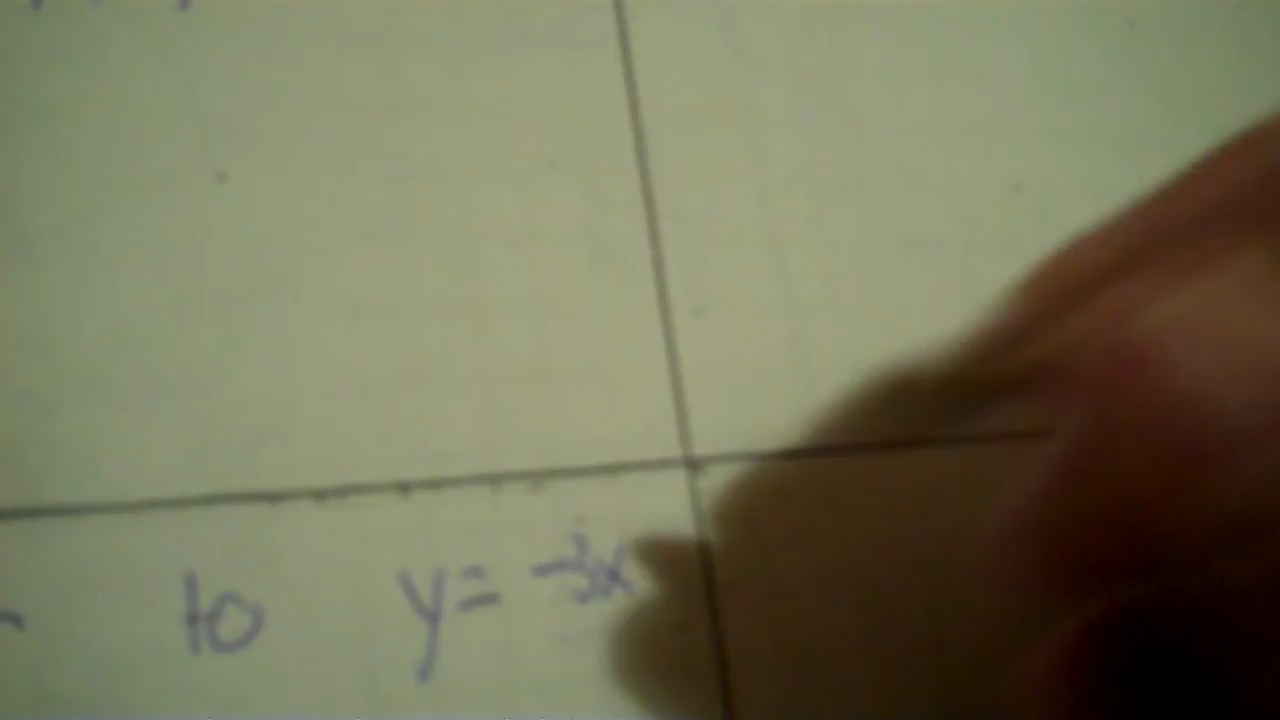 to y = -3x